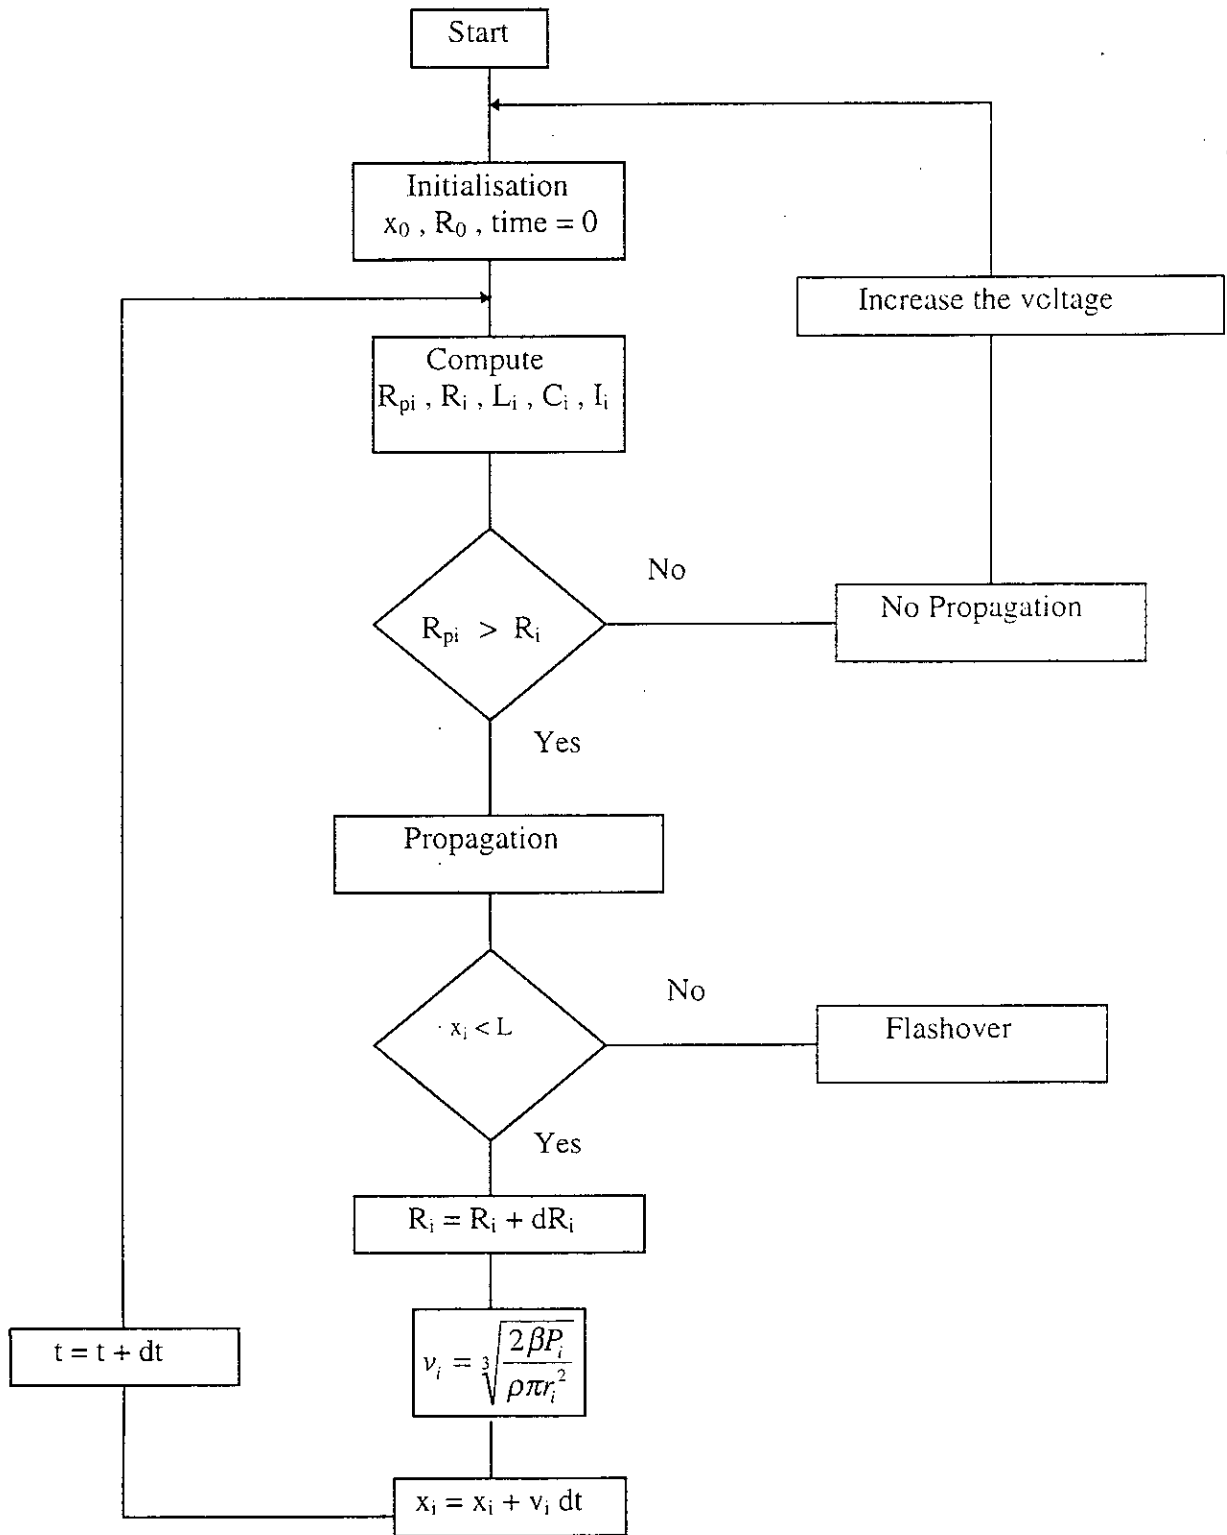 Start
Initialisation
x₀ , R₀ , time = 0
Increase the voltage
Compute
Rₚᵢ , Rᵢ , Lᵢ , Cᵢ , Iᵢ
No
Rₚᵢ > Rᵢ
No Propagation
Yes
Propagation
No
xᵢ < L
Flashover
Yes
Rᵢ = Rᵢ + dRᵢ
t = t + dt
vᵢ = ∛(2βPᵢ / ρπrᵢ²)
xᵢ = xᵢ + vᵢ dt